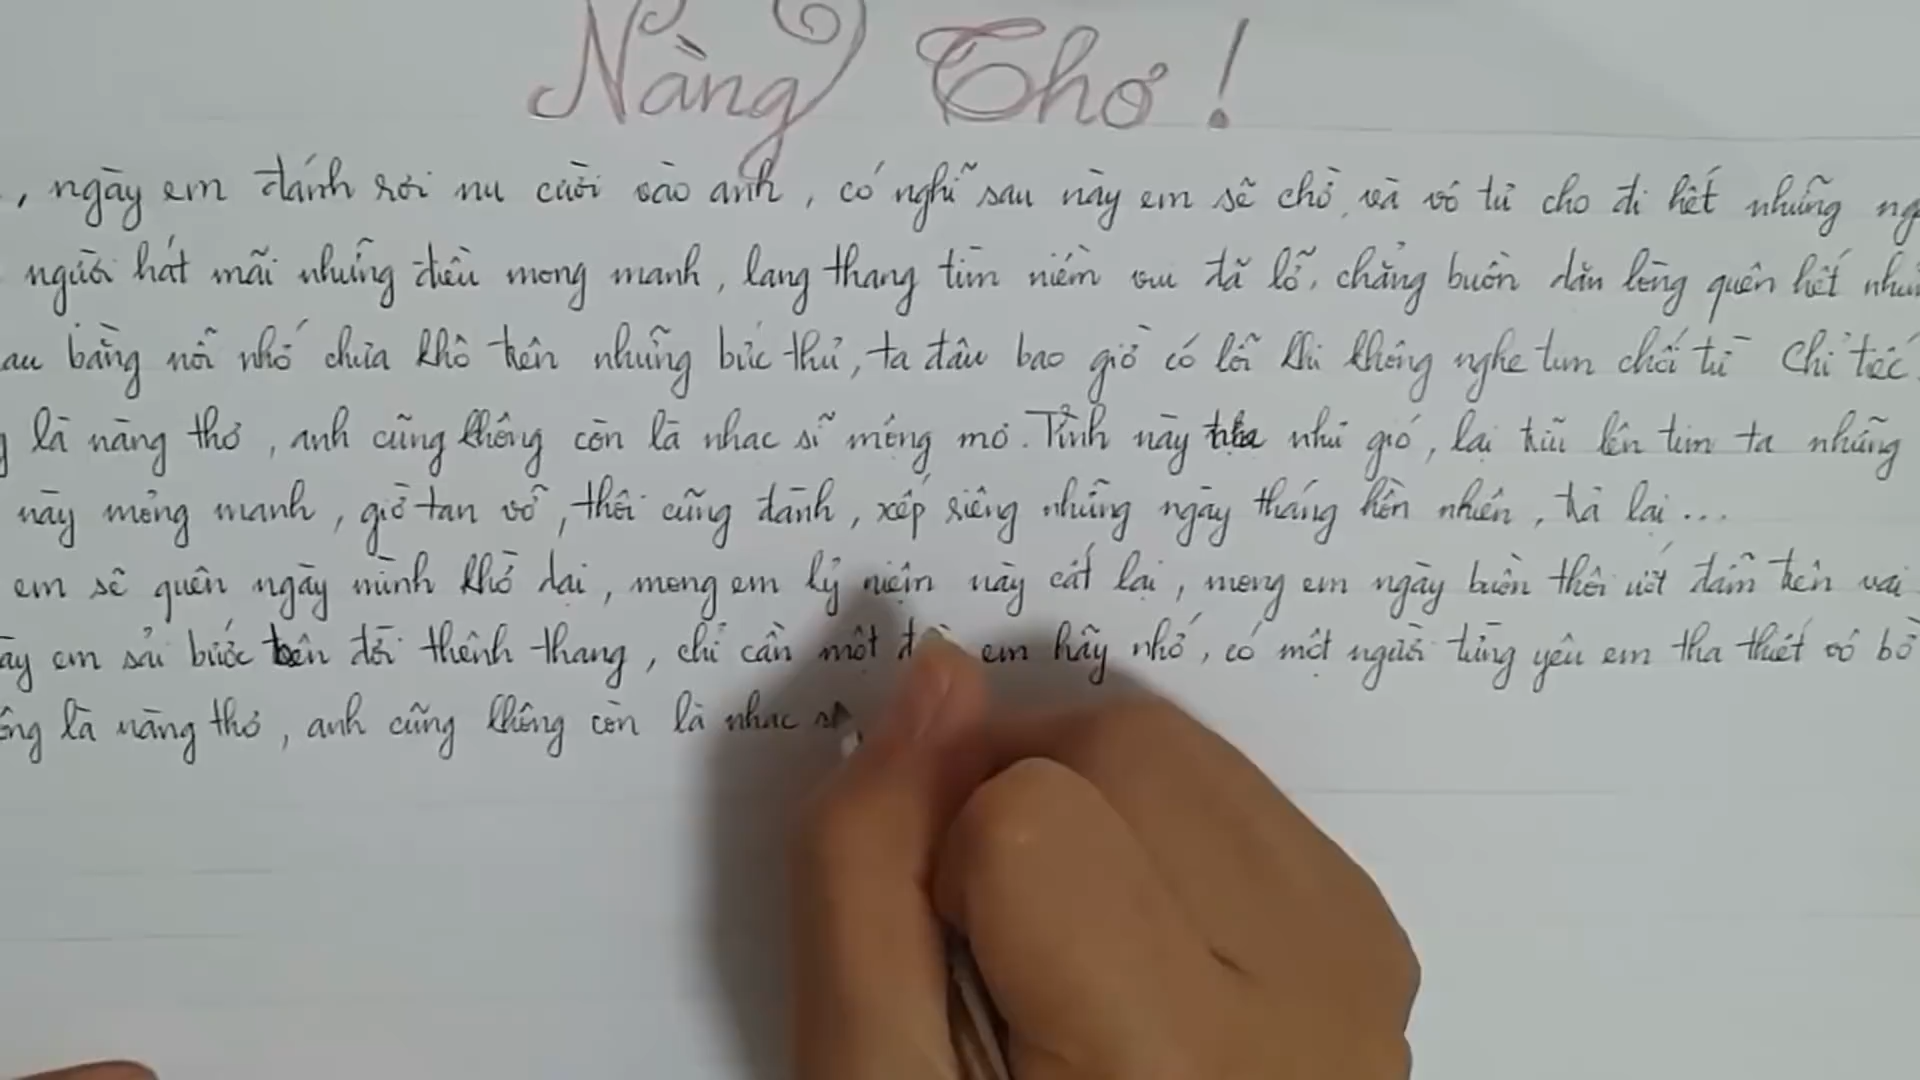 Nàng Thơ!
, ngày em đánh rơi nụ cười vào anh, có nghĩ sau này em sẽ chờ, và vô tư cho đi hết những ng
người hát mãi những điều mong manh, lang thang tìm niềm vui đã lỡ, chẳng buồn dặn lòng quên hết nhữ
au bằng nỗi nhớ chưa khô trên những bức thư, ta đâu bao giờ có lỗi khi không nghe tim chối từ Chỉ tiếc
g là nàng thơ, anh cũng không còn là nhạc sĩ mộng mơ. Tình này như gió, lại trĩu lên tim ta những
này mỏng manh, giờ tan vỡ, thôi cũng đành, xếp riêng những ngày tháng hồn nhiên, trả lại...
em sẽ quên ngày mình khờ dại, mong em kỷ niệm này cất lại, mong em ngày buồn thôi ướt đẫm trên vai
ày em sải bước bên đời thênh thang, chỉ cần một em hãy nhớ, có một người từng yêu em tha thiết vô bờ
ông là nàng thơ, anh cũng không còn là nhạc s